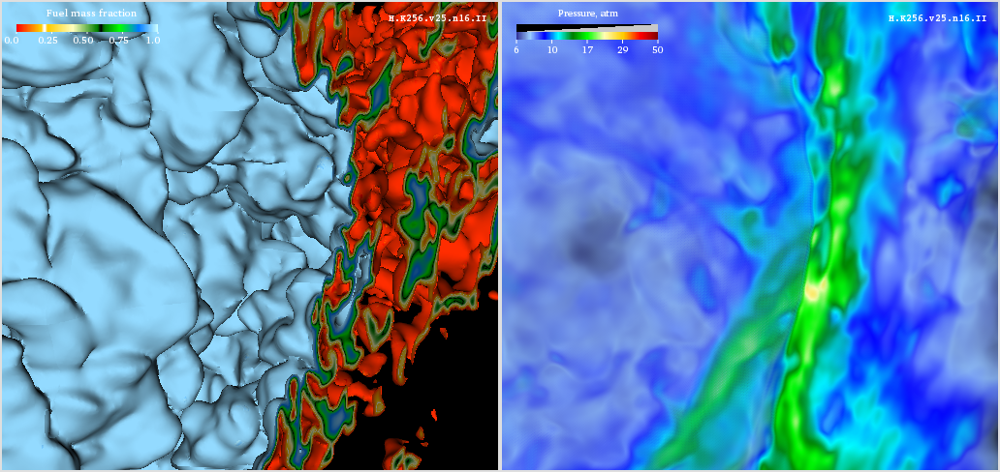 Fuel mass fraction
0.0 0.25 0.50 0.75 1.0
H.K256.v25.n16.II
Pressure, atm
6 10 17 29 50
H.K256.v25.n16.II